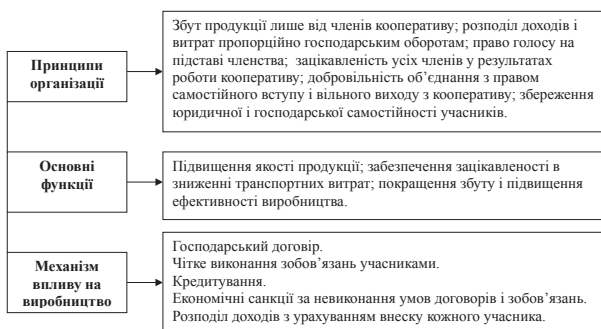 Принципи
організації
Збут продукції лише від членів кооперативу; розподіл доходів і
витрат пропорційно господарським оборотам; право голосу на
підставі членства; зацікавленість усіх членів у результатах
роботи кооперативу; добровільність об’єднання з правом
самостійного вступу і вільного виходу з кооперативу; збереження
юридичної і господарської самостійності учасників.
Основні
функції
Підвищення якості продукції; забезпечення зацікавленості в
зниженні транспортних витрат; покращення збуту і підвищення
ефективності виробництва.
Механізм
впливу на
виробництво
Господарський договір.
Чітке виконання зобов’язань учасниками.
Кредитування.
Економічні санкції за невиконання умов договорів і зобов’язань.
Розподіл доходів з урахуванням внеску кожного учасника.